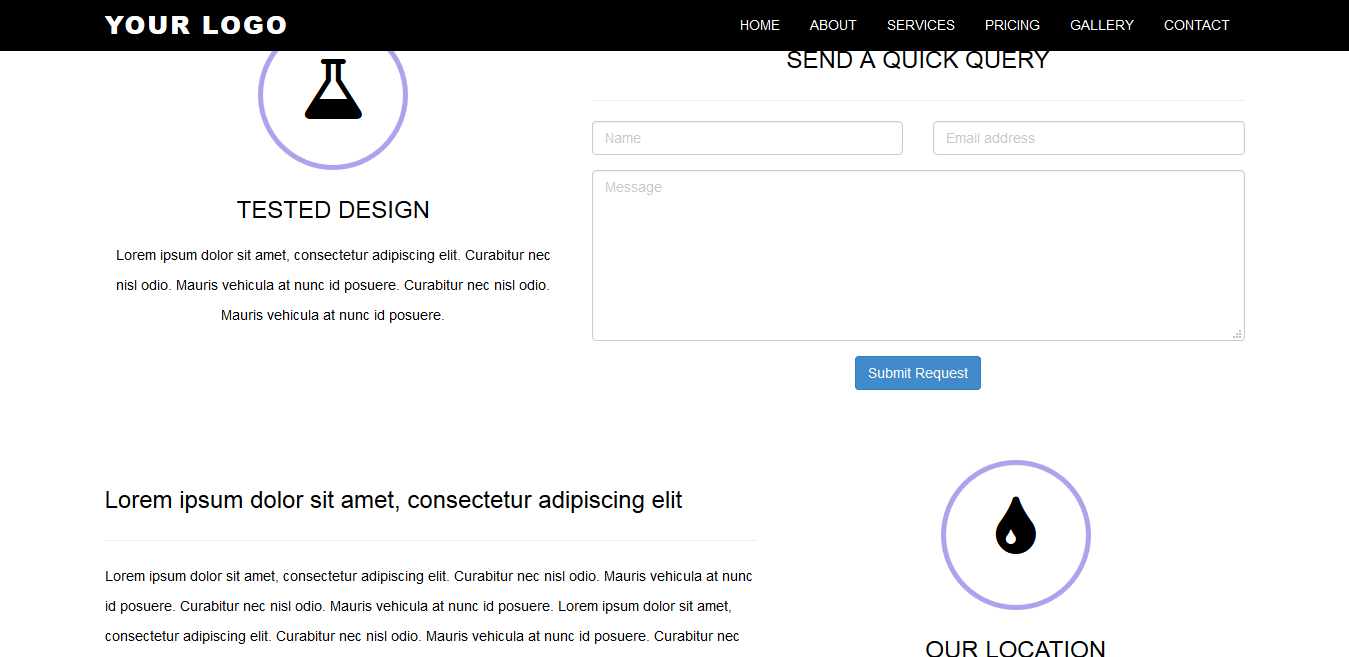 YOUR LOGO
HOME ABOUT SERVICES PRICING GALLERY CONTACT
TESTED DESIGN
Lorem ipsum dolor sit amet, consectetur adipiscing elit. Curabitur nec
nisl odio. Mauris vehicula at nunc id posuere. Curabitur nec nisl odio.
Mauris vehicula at nunc id posuere.
SEND A QUICK QUERY
Name
Email address
Message
Submit Request
Lorem ipsum dolor sit amet, consectetur adipiscing elit
Lorem ipsum dolor sit amet, consectetur adipiscing elit. Curabitur nec nisl odio. Mauris vehicula at nunc
id posuere. Curabitur nec nisl odio. Mauris vehicula at nunc id posuere. Lorem ipsum dolor sit amet,
consectetur adipiscing elit. Curabitur nec nisl odio. Mauris vehicula at nunc id posuere. Curabitur nec
OUR LOCATION